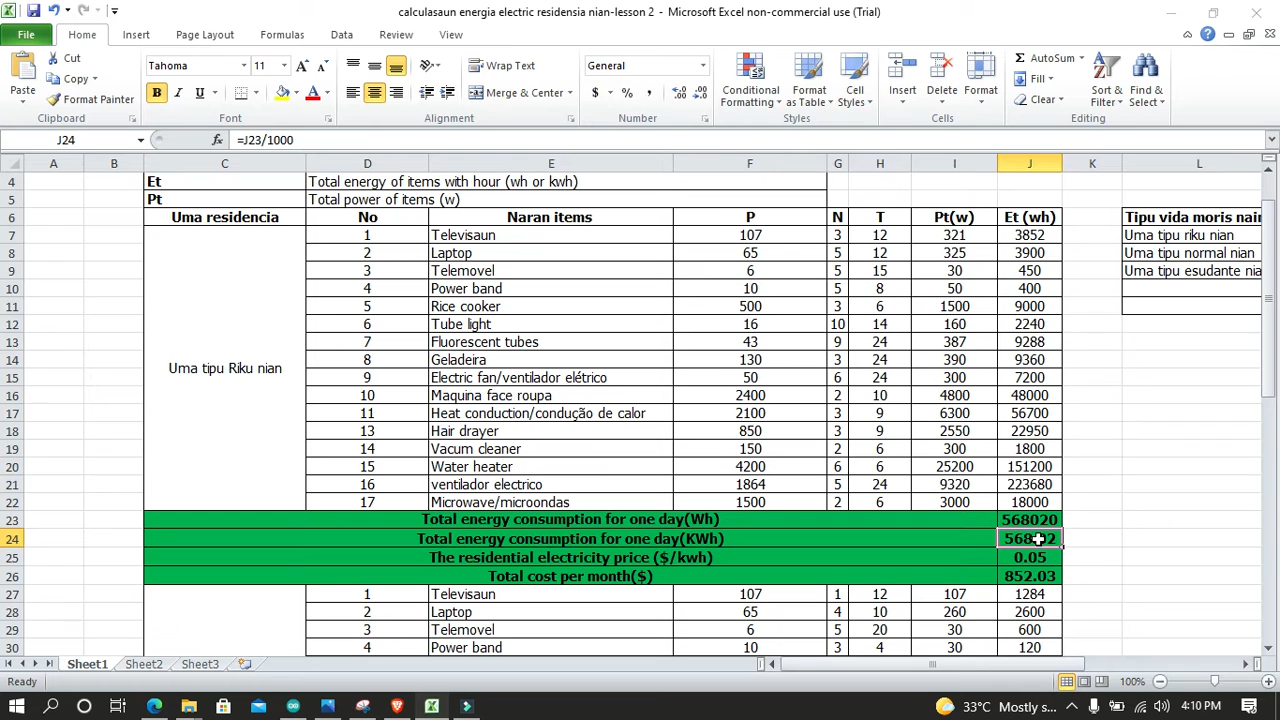 calculasaun energia electric residensia nian-lesson 2 - Microsoft Excel non-commercial use (Trial)
File Home Insert Page Layout Formulas Data Review View
Paste Cut Copy Format Painter Clipboard
Tahoma 11 B I U A A A Font
Wrap Text Merge & Center Alignment
General $ % , .0 .00 .00 .0 Number
Conditional Formatting Format as Table Cell Styles Styles
Insert Delete Format Cells
Σ AutoSum Fill Clear Sort & Filter Find & Select Editing
J24 fx =J23/1000
A B C D E F G H I J K L
4 Et Total energy of items with hour (wh or kwh)
5 Pt Total power of items (w)
6 Uma residencia No Naran items P N T Pt(w) Et (wh) Tipu vida moris nain
7 1 Televisaun 107 3 12 321 3852 Uma tipu riku nian
8 2 Laptop 65 5 12 325 3900 Uma tipu normal nian
9 3 Telemovel 6 5 15 30 450 Uma tipu esudante nia
10 4 Power band 10 5 8 50 400
11 5 Rice cooker 500 3 6 1500 9000
12 6 Tube light 16 10 14 160 2240
13 7 Fluorescent tubes 43 9 24 387 9288
14 Uma tipu Riku nian 8 Geladeira 130 3 24 390 9360
15 9 Electric fan/ventilador elétrico 50 6 24 300 7200
16 10 Maquina face roupa 2400 2 10 4800 48000
17 11 Heat conduction/condução de calor 2100 3 9 6300 56700
18 13 Hair drayer 850 3 9 2550 22950
19 14 Vacum cleaner 150 2 6 300 1800
20 15 Water heater 4200 6 6 25200 151200
21 16 ventilador electrico 1864 5 24 9320 223680
22 17 Microwave/microondas 1500 2 6 3000 18000
23 Total energy consumption for one day(Wh) 568020
24 Total energy consumption for one day(KWh)
25 The residential electricity price ($/kwh) 0.05
26 Total cost per month($) 852.03
27 1 Televisaun 107 1 12 107 1284
28 2 Laptop 65 4 10 260 2600
29 3 Telemovel 6 5 20 30 600
30 4 Power band 10 3 4 30 120
Sheet1 Sheet2 Sheet3
Ready 100%
33°C Mostly s... 4:10 PM